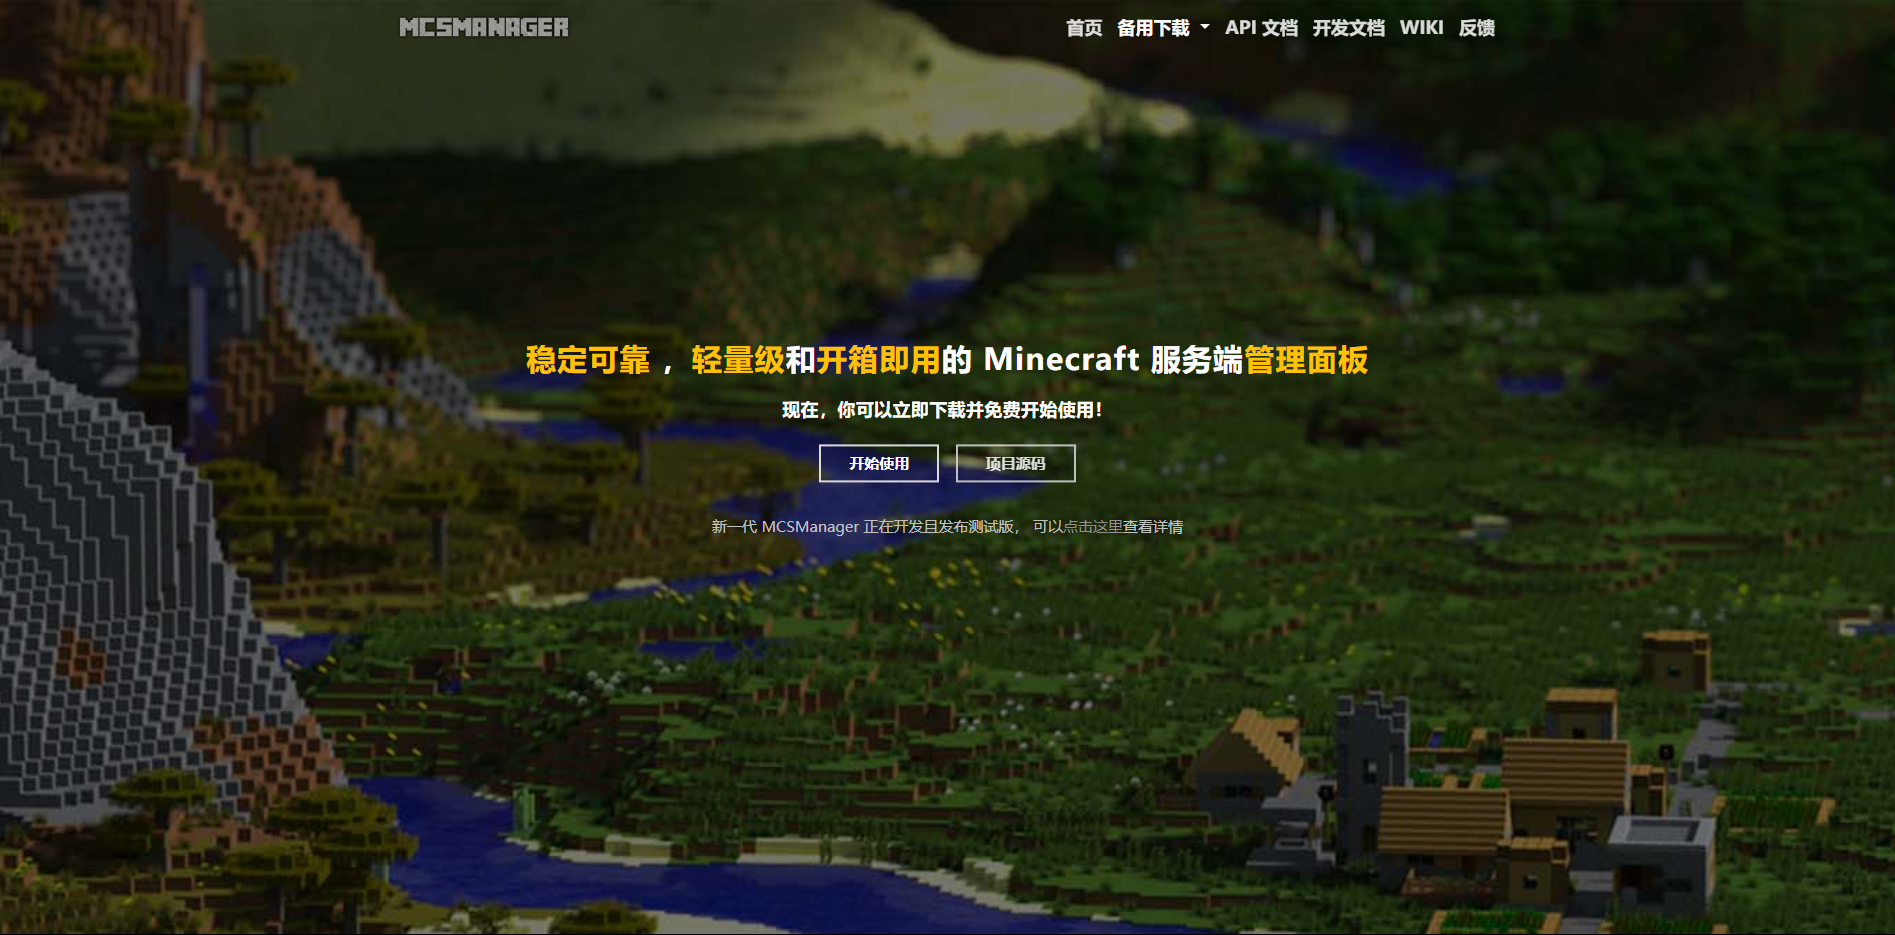 MCSMANAGER
首页 备用下载 API 文档 开发文档 WIKI 反馈
稳定可靠 ， 轻量级和开箱即用的 Minecraft 服务端管理面板
现在，你可以立即下载并免费开始使用！
开始使用 项目源码
新一代 MCSManager 正在开发且发布测试版， 可以点击这里查看详情